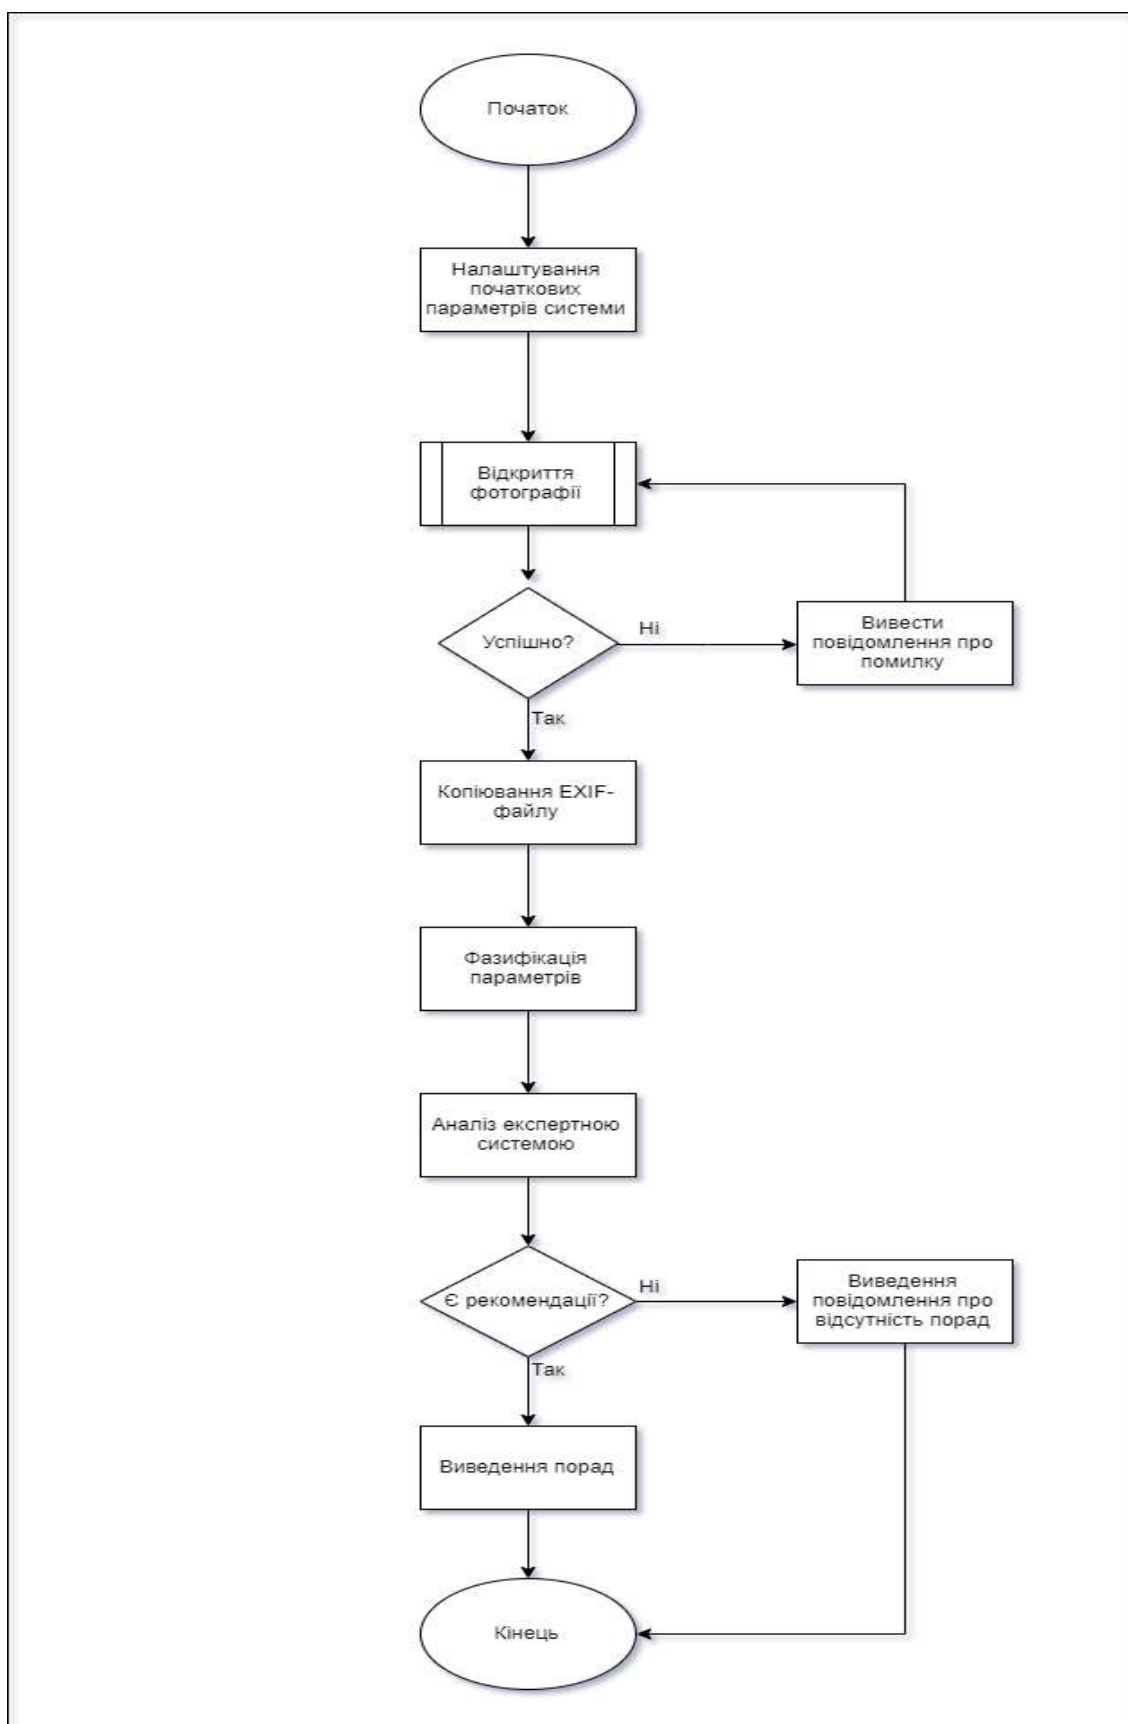 Початок
Налаштування
початкових
параметрів системи
Відкриття
фотографії
Успішно?
Ні
Вивести
повідомлення про
помилку
Так
Копіювання EXIF-
файлу
Фазифікація
параметрів
Аналіз експертною
системою
Є рекомендації?
Ні
Виведення
повідомлення про
відсутність порад
Так
Виведення порад
Кінець